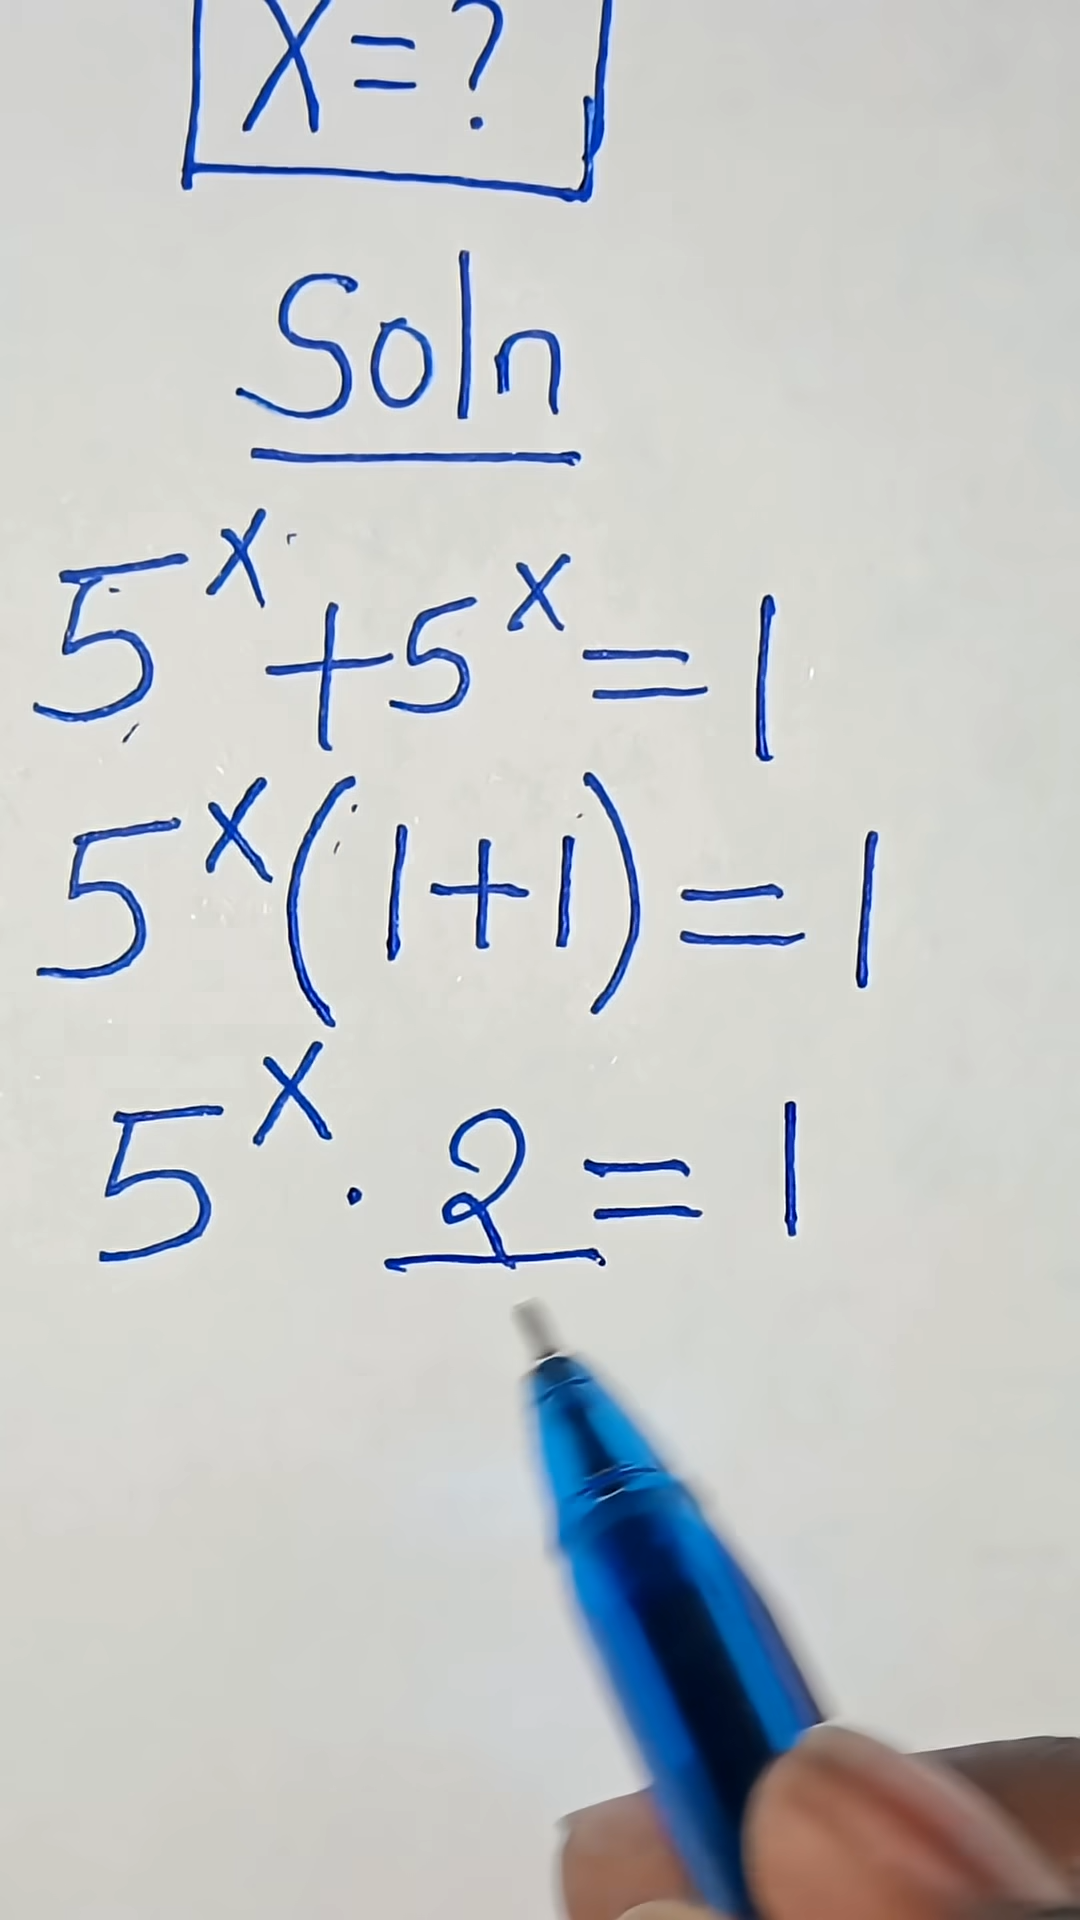 X = ?
Soln
5^x + 5^x = 1
5^x (1+1) = 1
5^x · 2 = 1